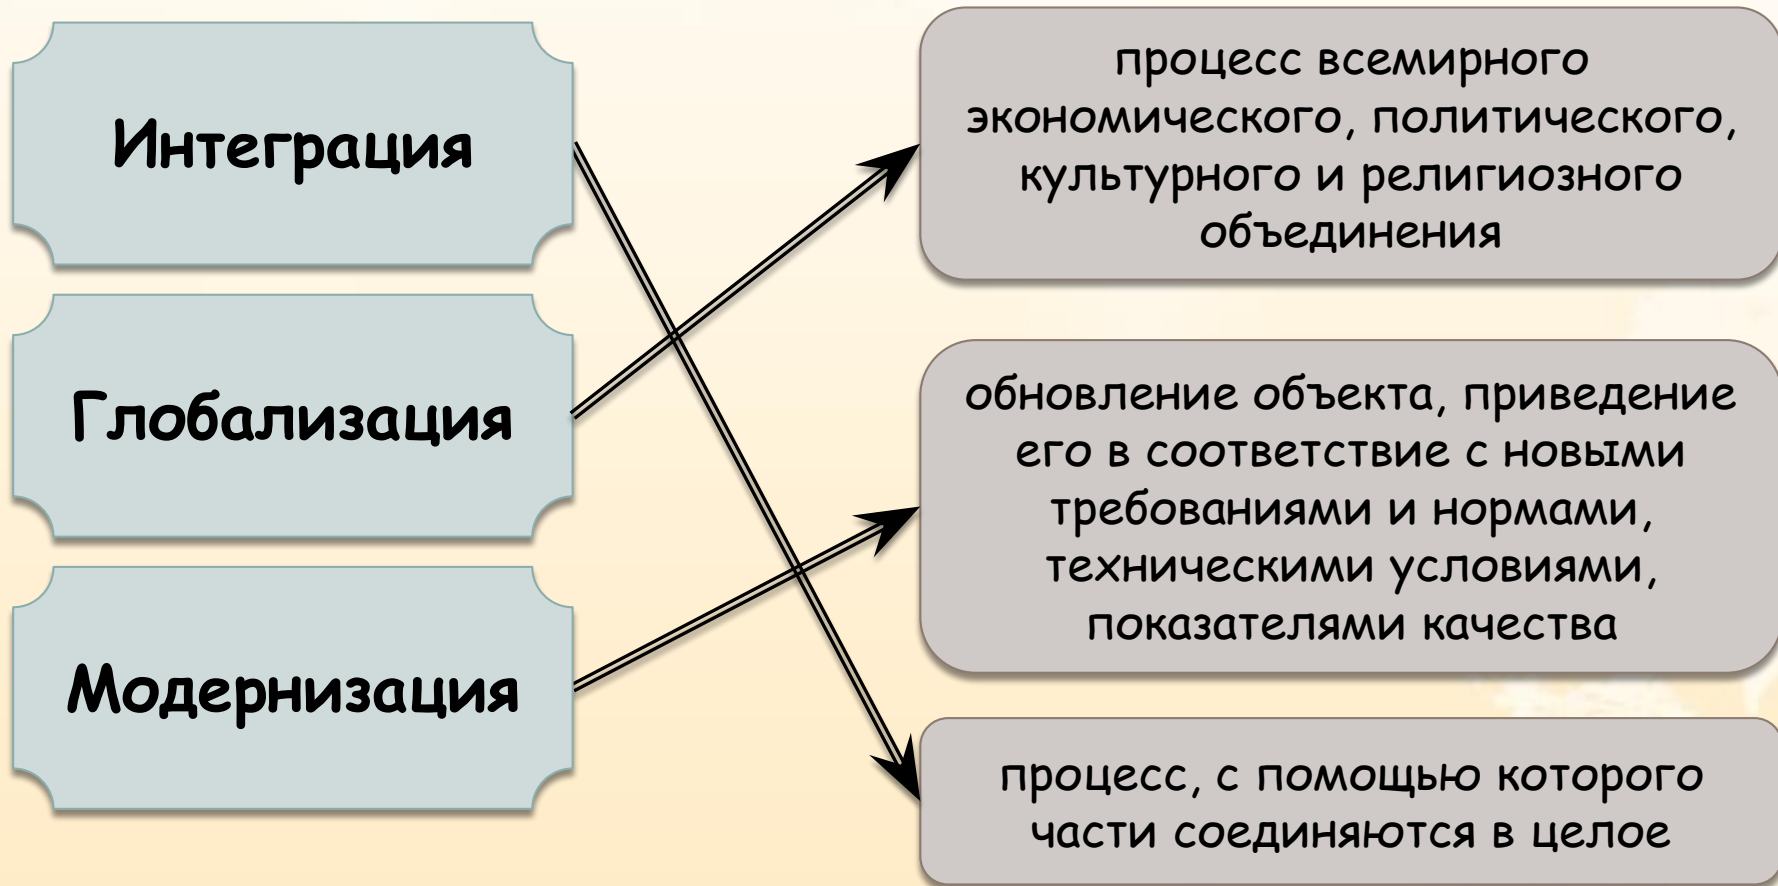 Интеграция
Глобализация
Модернизация
процесс всемирного
экономического, политического,
культурного и религиозного
объединения
обновление объекта, приведение
его в соответствие с новыми
требованиями и нормами,
техническими условиями,
показателями качества
процесс, с помощью которого
части соединяются в целое